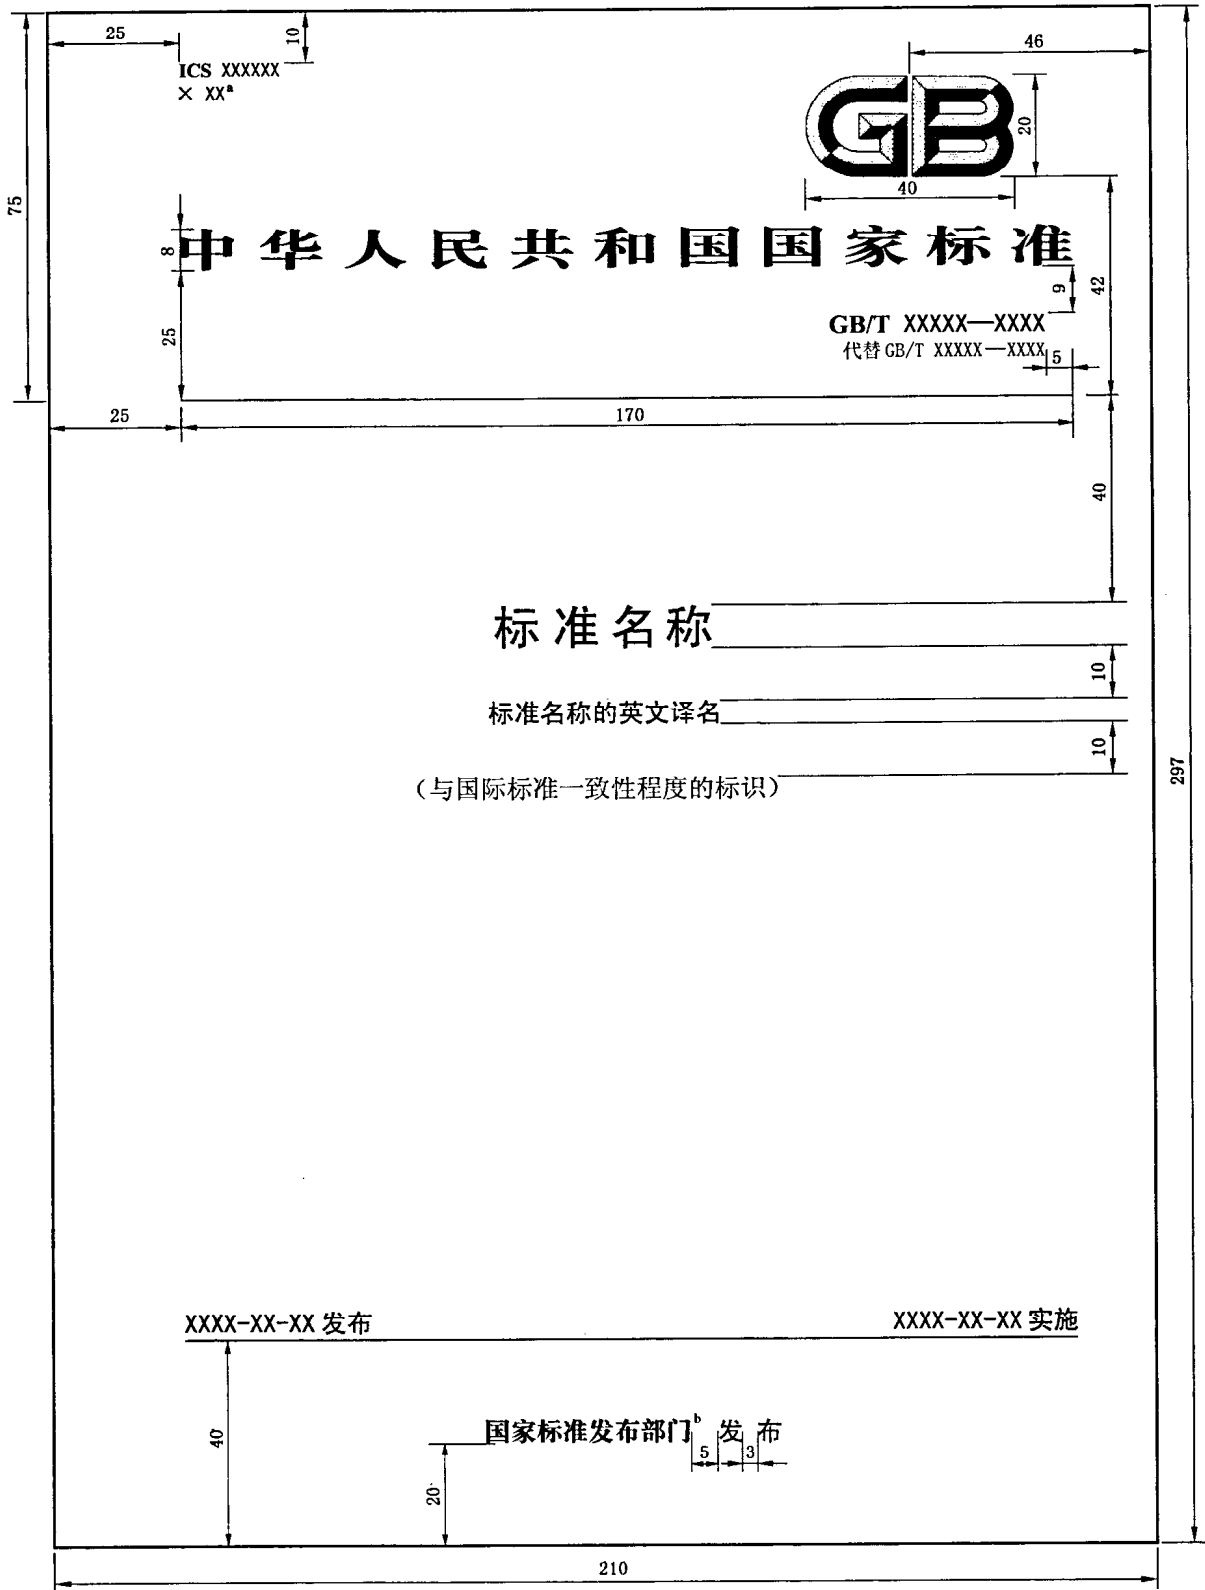 25
10
46
ICS XXXXXX
× XXᵃ
GB
20
40
75
8
中华人民共和国国家标准
9
42
25
GB/T XXXXX—XXXX
代替GB/T XXXXX—XXXX
5
25
170
40
标准名称
10
标准名称的英文译名
10
(与国际标准一致性程度的标识)
297
XXXX-XX-XX 发布
XXXX-XX-XX 实施
40
国家标准发布部门ᵇ 发布
5
3
20
210